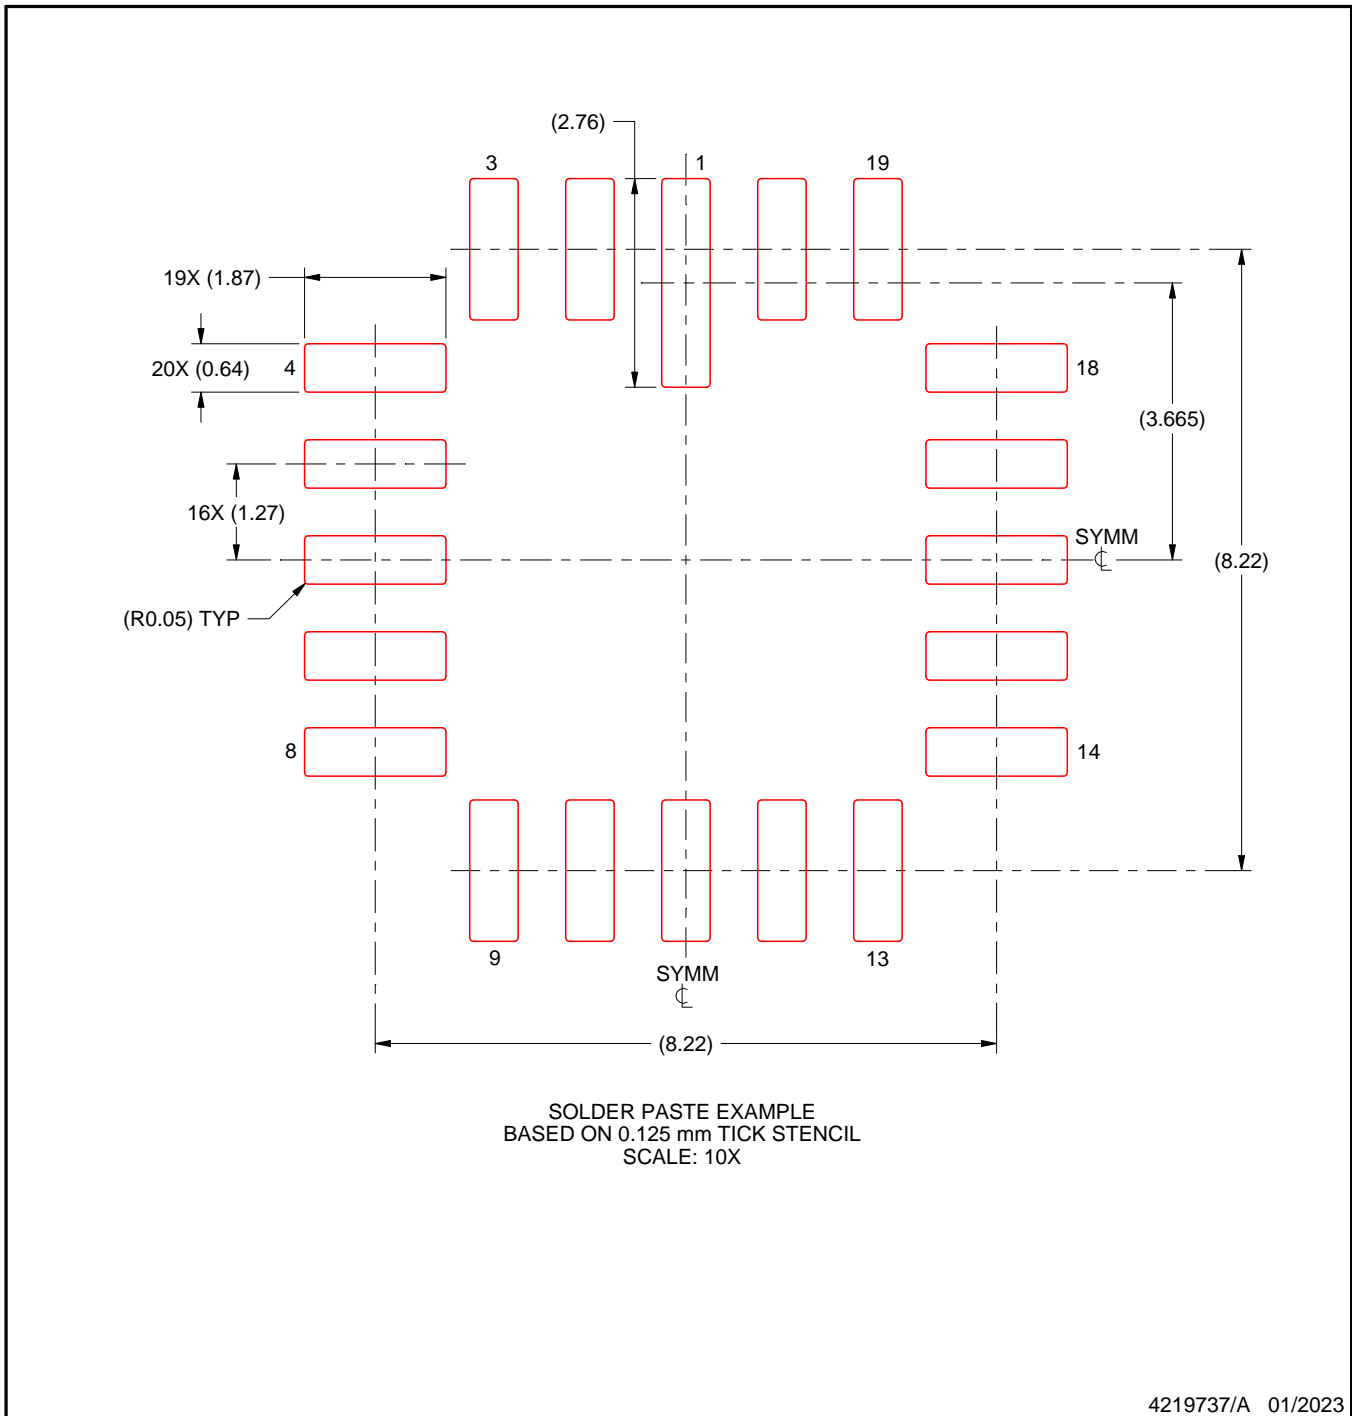 (2.76)
3
1
19
19X (1.87)
20X (0.64)
4
18
(3.665)
16X (1.27)
SYMM
(8.22)
(R0.05) TYP
8
14
9
13
SYMM
(8.22)
SOLDER PASTE EXAMPLE
BASED ON 0.125 mm TICK STENCIL
SCALE: 10X
4219737/A 01/2023